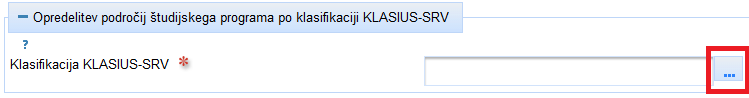 Opredelitev področij študijskega programa po klasifikaciji KLASIUS-SRV
?
Klasifikacija KLASIUS-SRV *
...